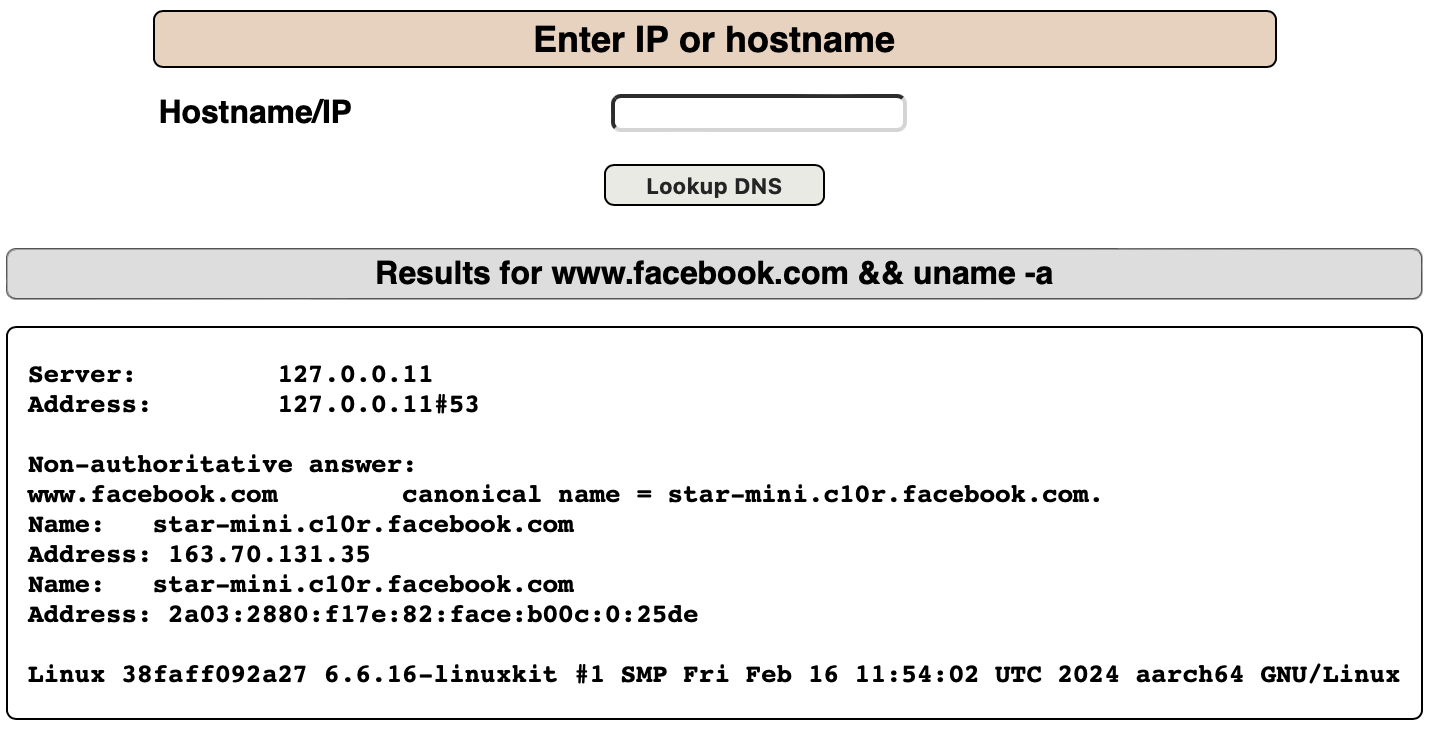 Enter IP or hostname
Hostname/IP
Lookup DNS
Results for www.facebook.com && uname -a
Server: 127.0.0.11
Address: 127.0.0.11#53
Non-authoritative answer:
www.facebook.com canonical name = star-mini.c10r.facebook.com.
Name: star-mini.c10r.facebook.com
Address: 163.70.131.35
Name: star-mini.c10r.facebook.com
Address: 2a03:2880:f17e:82:face:b00c:0:25de
Linux 38faff092a27 6.6.16-linuxkit #1 SMP Fri Feb 16 11:54:02 UTC 2024 aarch64 GNU/Linux